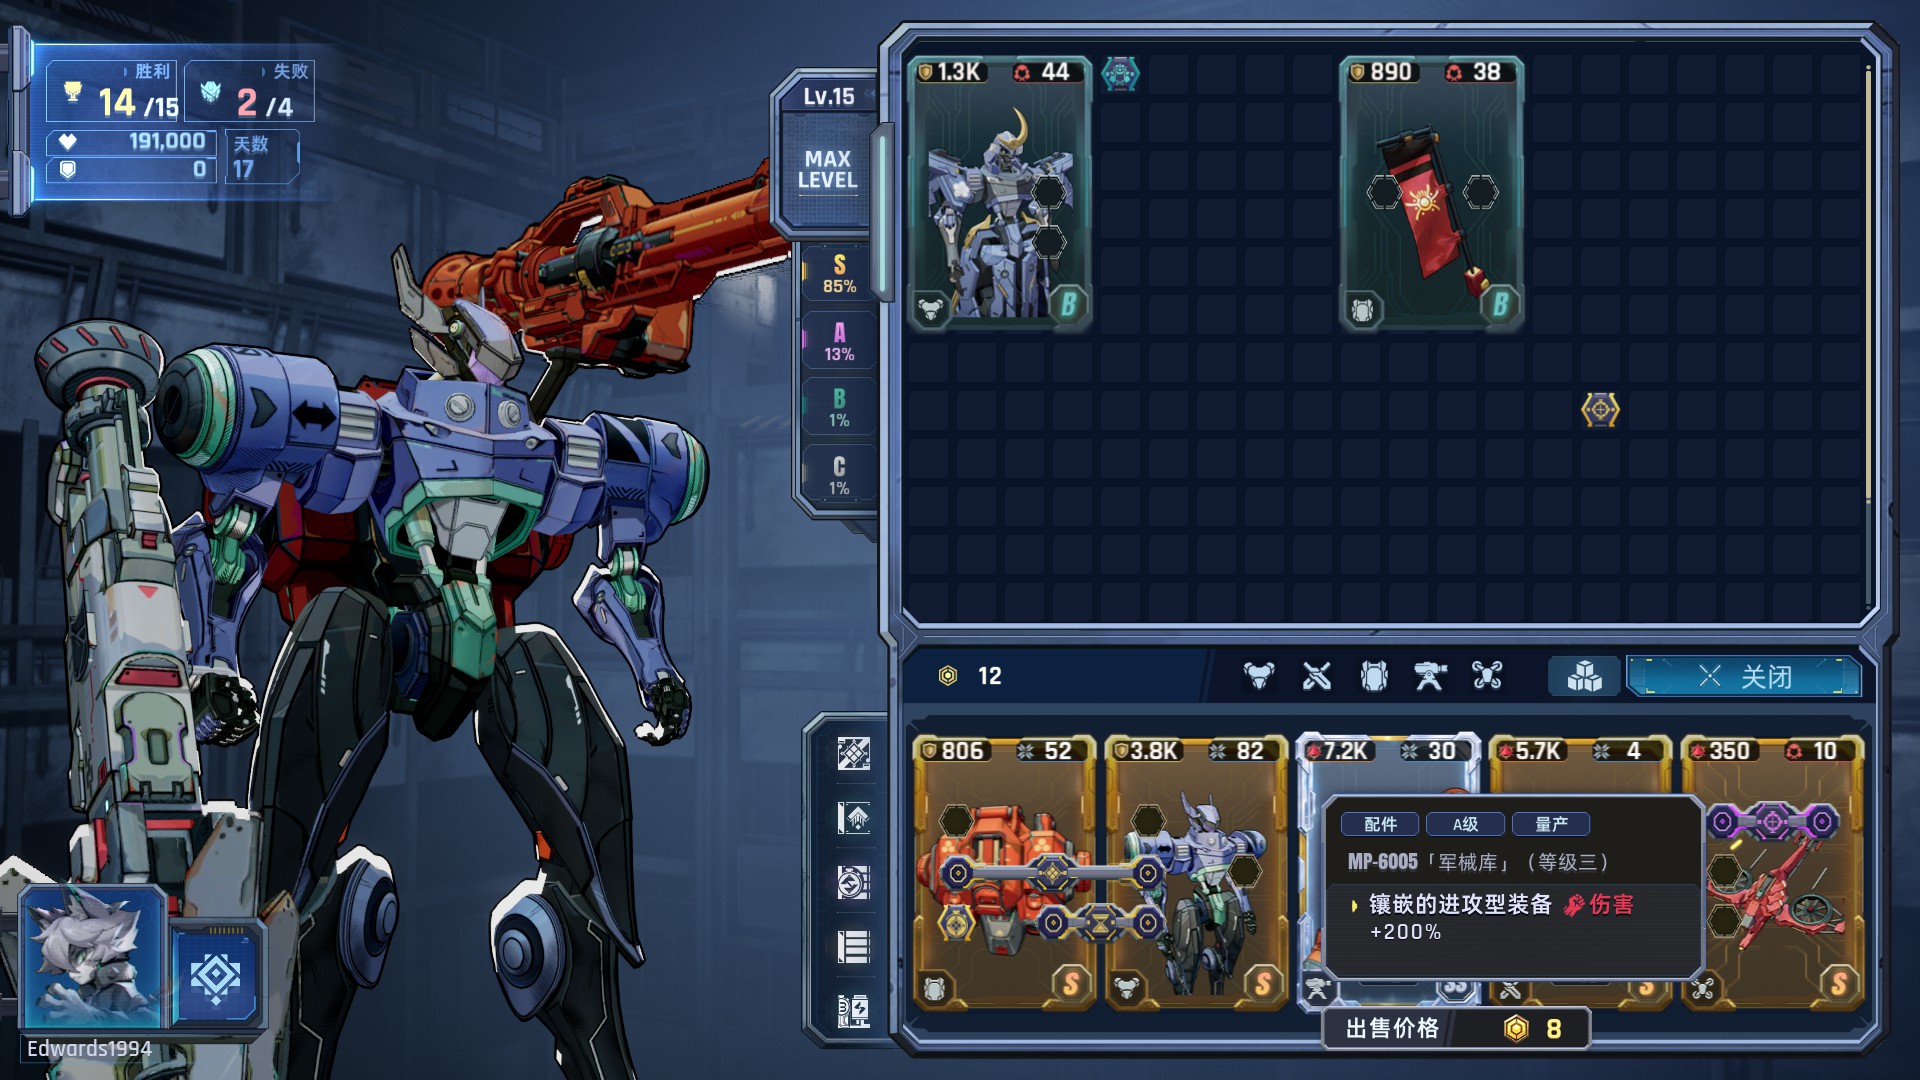 胜利
14 /15
失败
2 /4
191,000
0
天数
17
Lv.15
MAX
LEVEL
S
85%
A
13%
B
1%
C
1%
1.3K
44
B
890
38
B
12
关闭
806
52
3.8K
82
7.2K
30
5.7K
4
350
10
配件
A级
量产
MP-6005「军械库」（等级三）
镶嵌的进攻型装备 伤害
+200%
S
S
SS
S
S
出售价格
8
Edwards1994